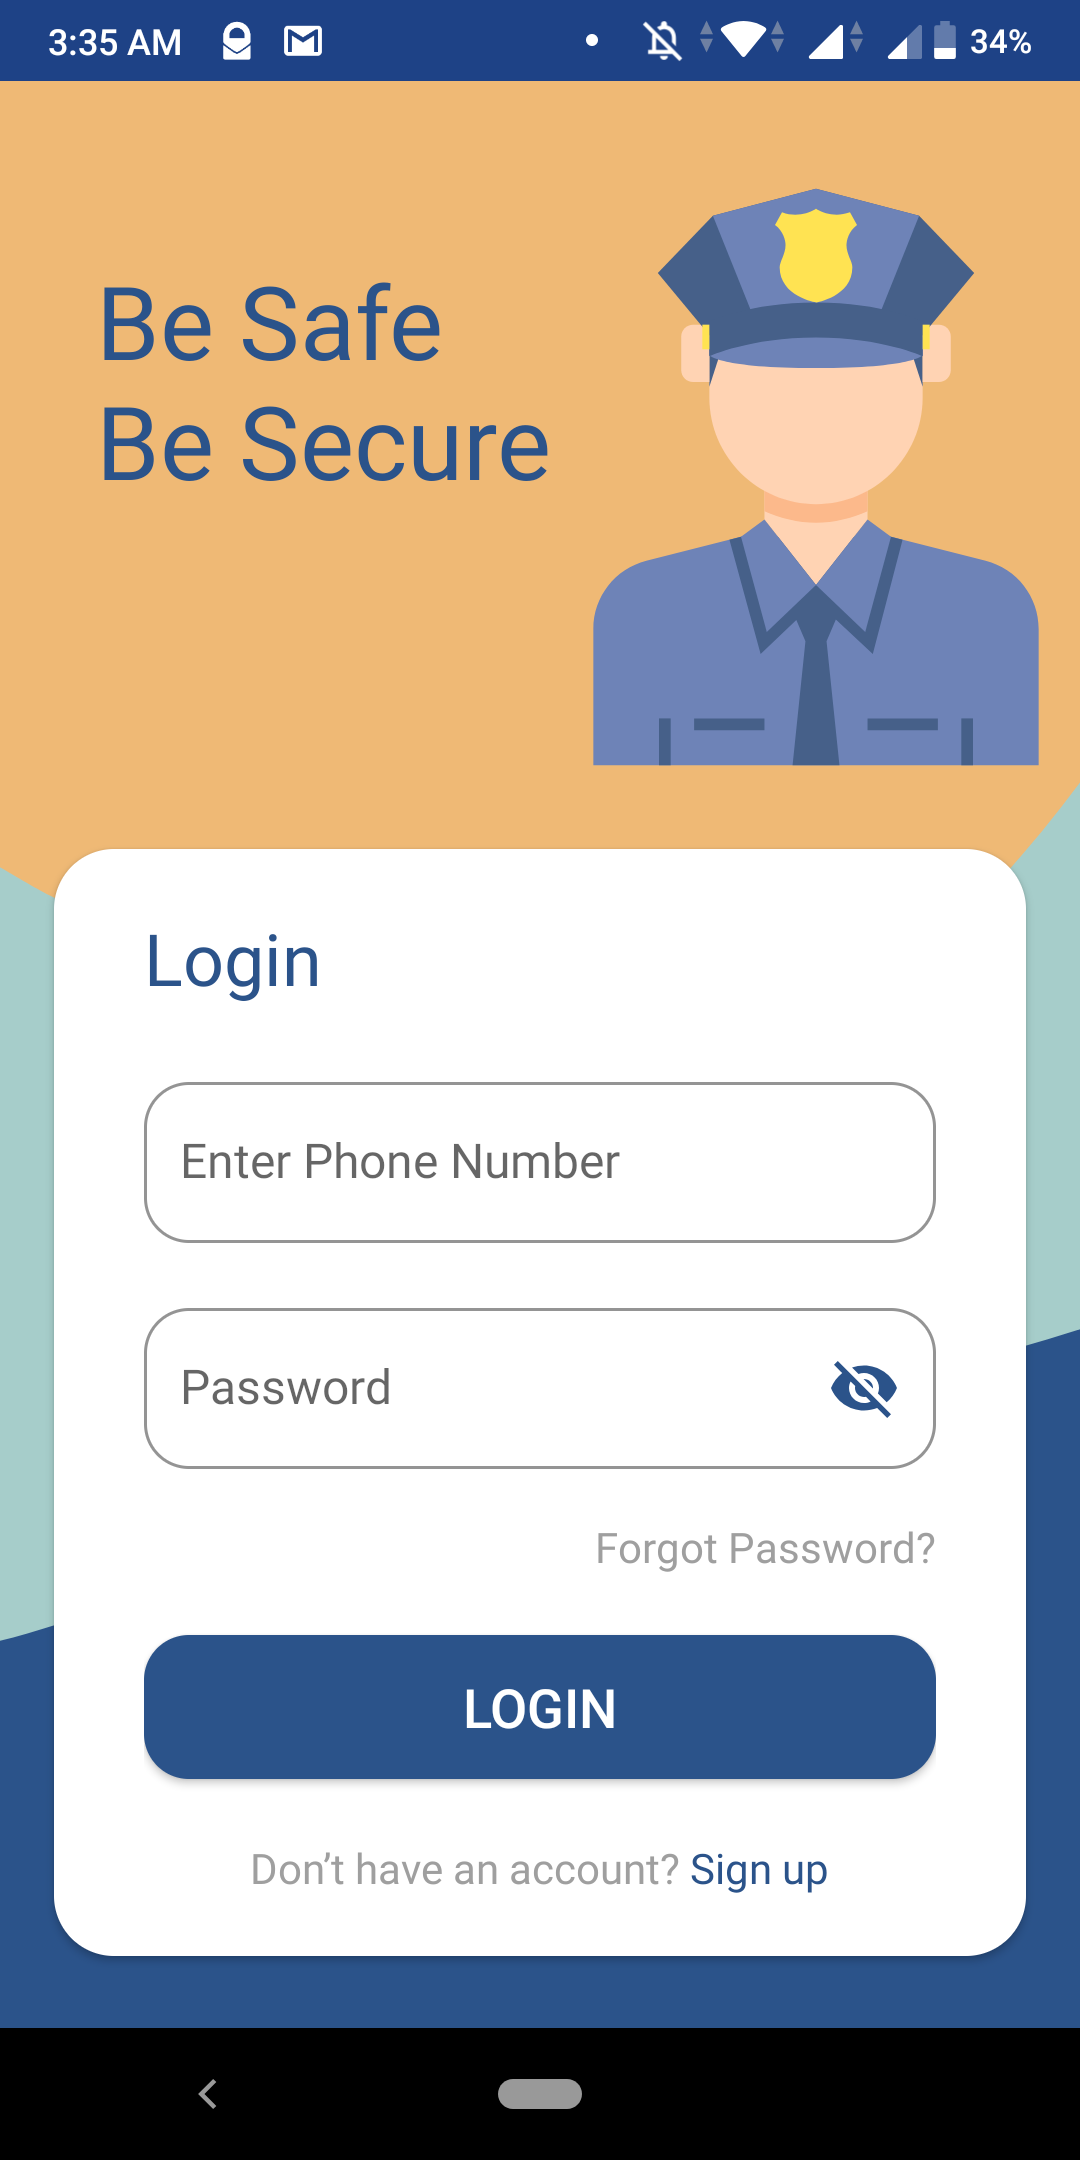 3:35 AM
34%
Be Safe
Be Secure
Login
Enter Phone Number
Password
Forgot Password?
LOGIN
Don’t have an account? Sign up